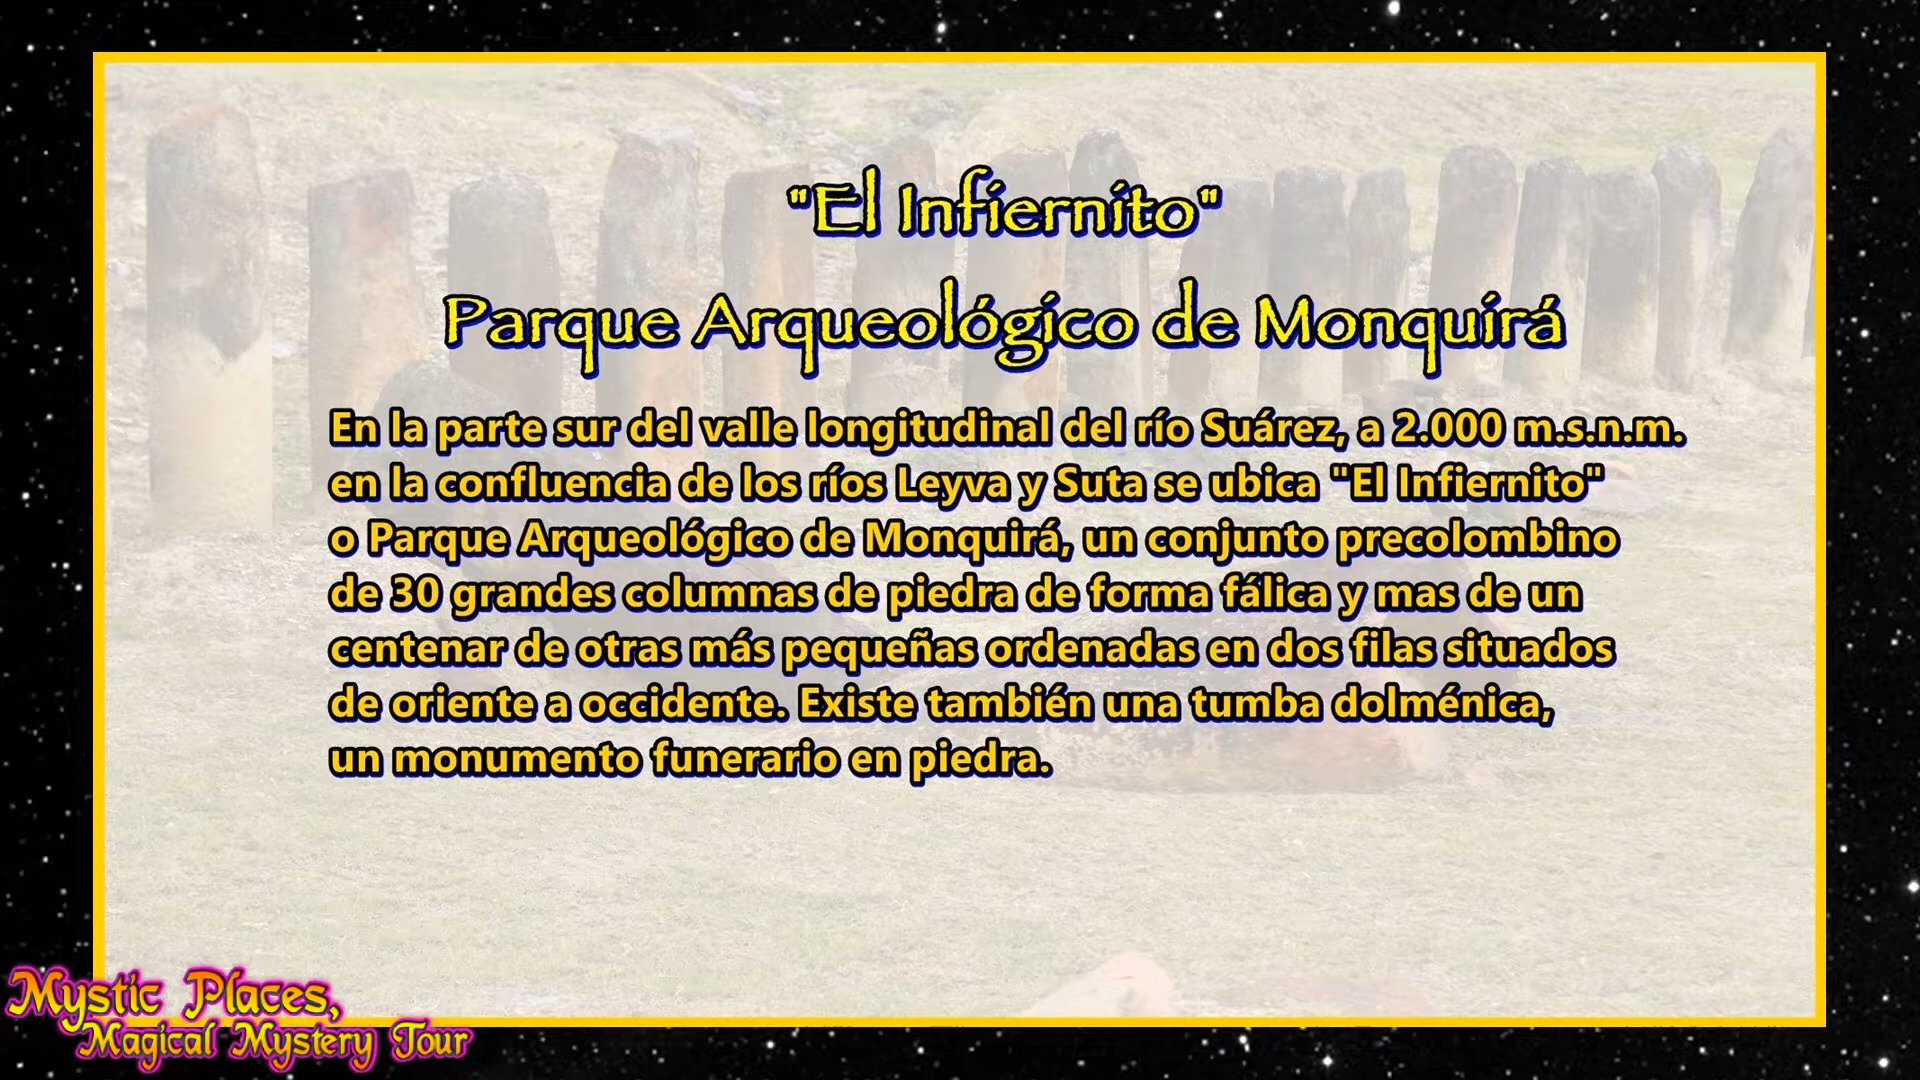 "El Infiernito"
Parque Arqueológico de Monquirá
En la parte sur del valle longitudinal del río Suárez, a 2.000 m.s.n.m.
en la confluencia de los ríos Leyva y Suta se ubica "El Infiernito"
o Parque Arqueológico de Monquirá, un conjunto precolombino
de 30 grandes columnas de piedra de forma fálica y mas de un
centenar de otras más pequeñas ordenadas en dos filas situados
de oriente a occidente. Existe también una tumba dolménica,
un monumento funerario en piedra.
Mystic Places,
Magical Mystery Tour